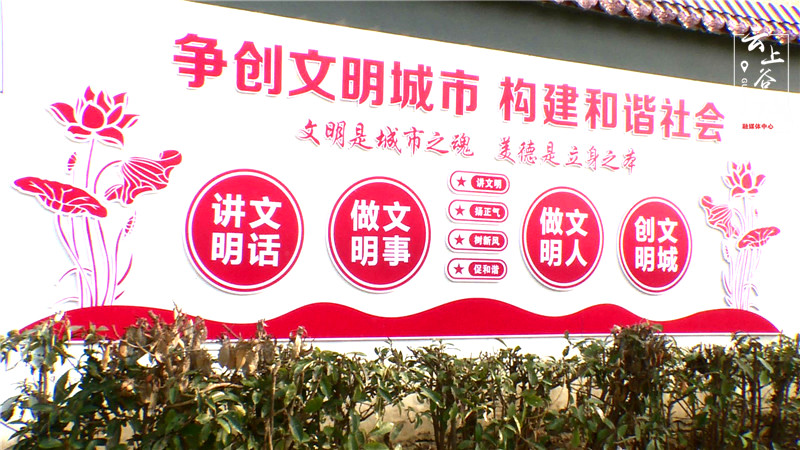 争创文明城市 构建和谐社会
文明是城市之魂 美德是立身之本
讲文
明话
做文
明事
讲文明
扬正气
树新风
促和谐
做文
明人
创文
明城
云上谷
融媒体中心